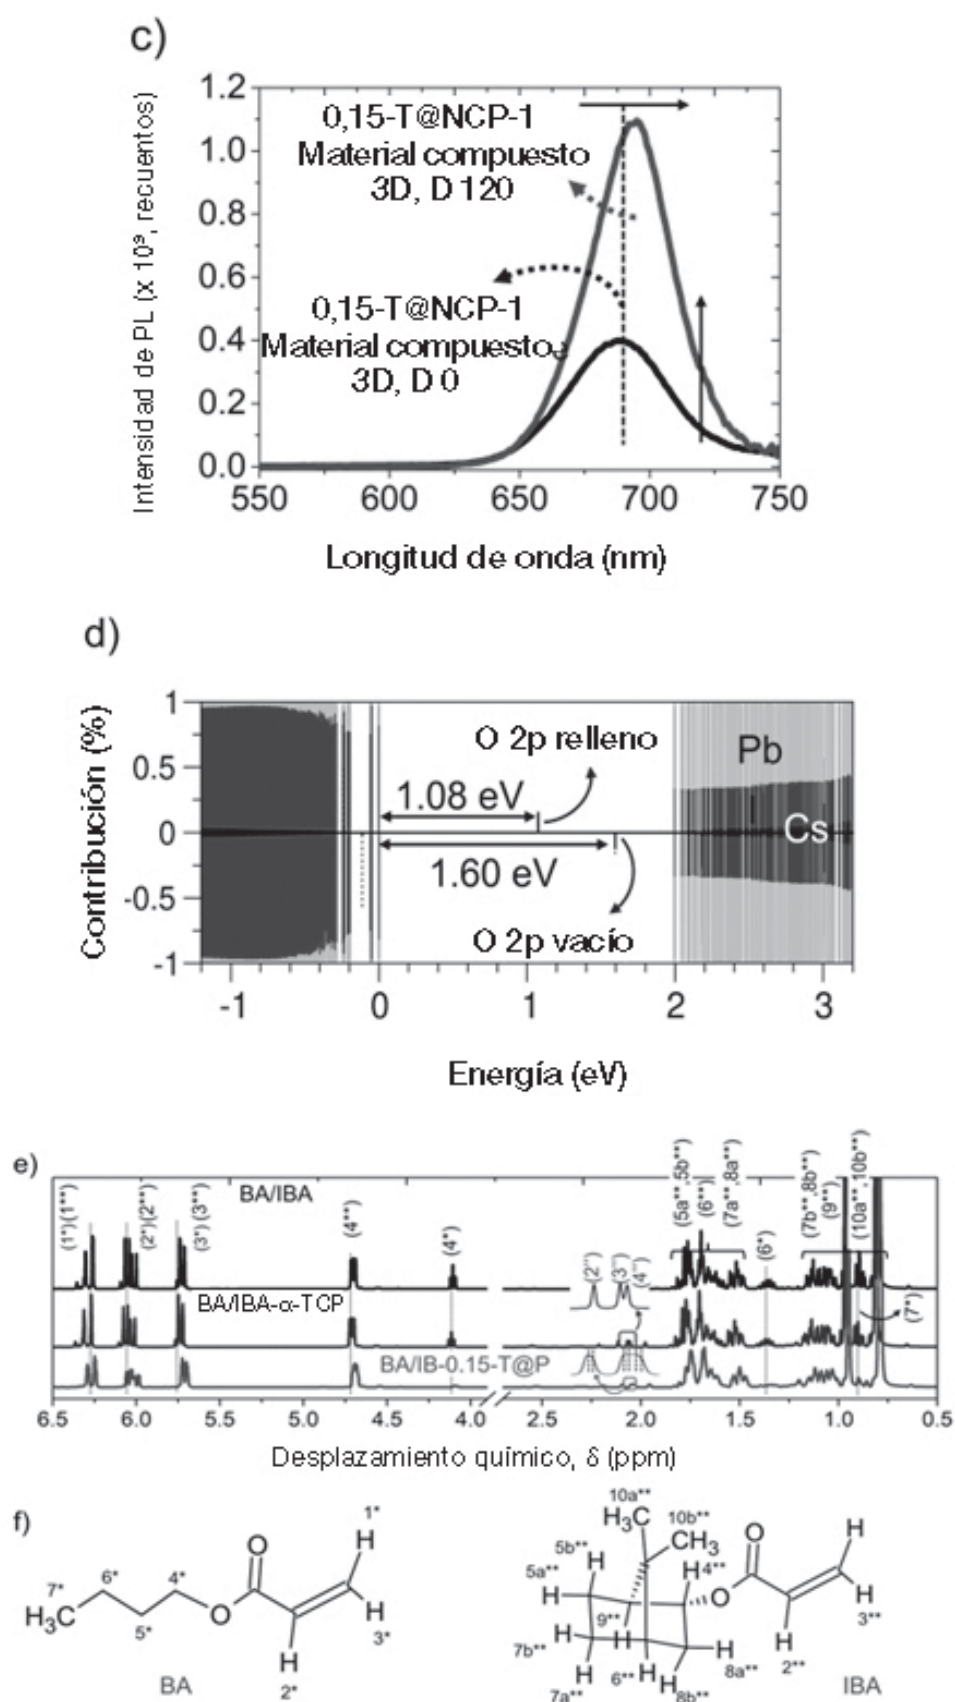 c)
Intensidad de PL (x 10⁹, recuentos)
1.2
1.0
0.8
0.6
0.4
0.2
0.0
0,15-T@NCP-1
Material compuesto
3D, D 120
0,15-T@NCP-1
Material compuesto
3D, D 0
550 600 650 700 750
Longitud de onda (nm)
d)
Contribución (%)
1
0.5
0
-0.5
-1
O 2p relleno
Pb
1.08 eV
Cs
1.60 eV
O 2p vacío
-1 0 1 2 3
Energía (eV)
e)
BA/IBA
(1*)(1**)
(2*)(2**)
(3*)(3**)
(4**)
(4*)
(5a**,5b**)
(6**)
(7a**,8a**)
(6*)
(7b**,8b**)
(9**)
(10a**,10b**)
(2'')
(3'')
(4'')
BA/IBA-α-TCP
(7*)
BA/IB-0.15-T@P
6.5 6.0 5.5 5.0 4.5 4.0 2.5 2.0 1.5 1.0 0.5
Desplazamiento químico, δ (ppm)
f)
7* H₃C 6* 5* 4* O O 1* H H 3* H 2*
BA
10a** H₃C 10b** CH₃
5b** H 5a** H 4** H O O H H 3** H 2**
9** H 7b** H 7a** H 6** H 8b** H 8a** H
IBA